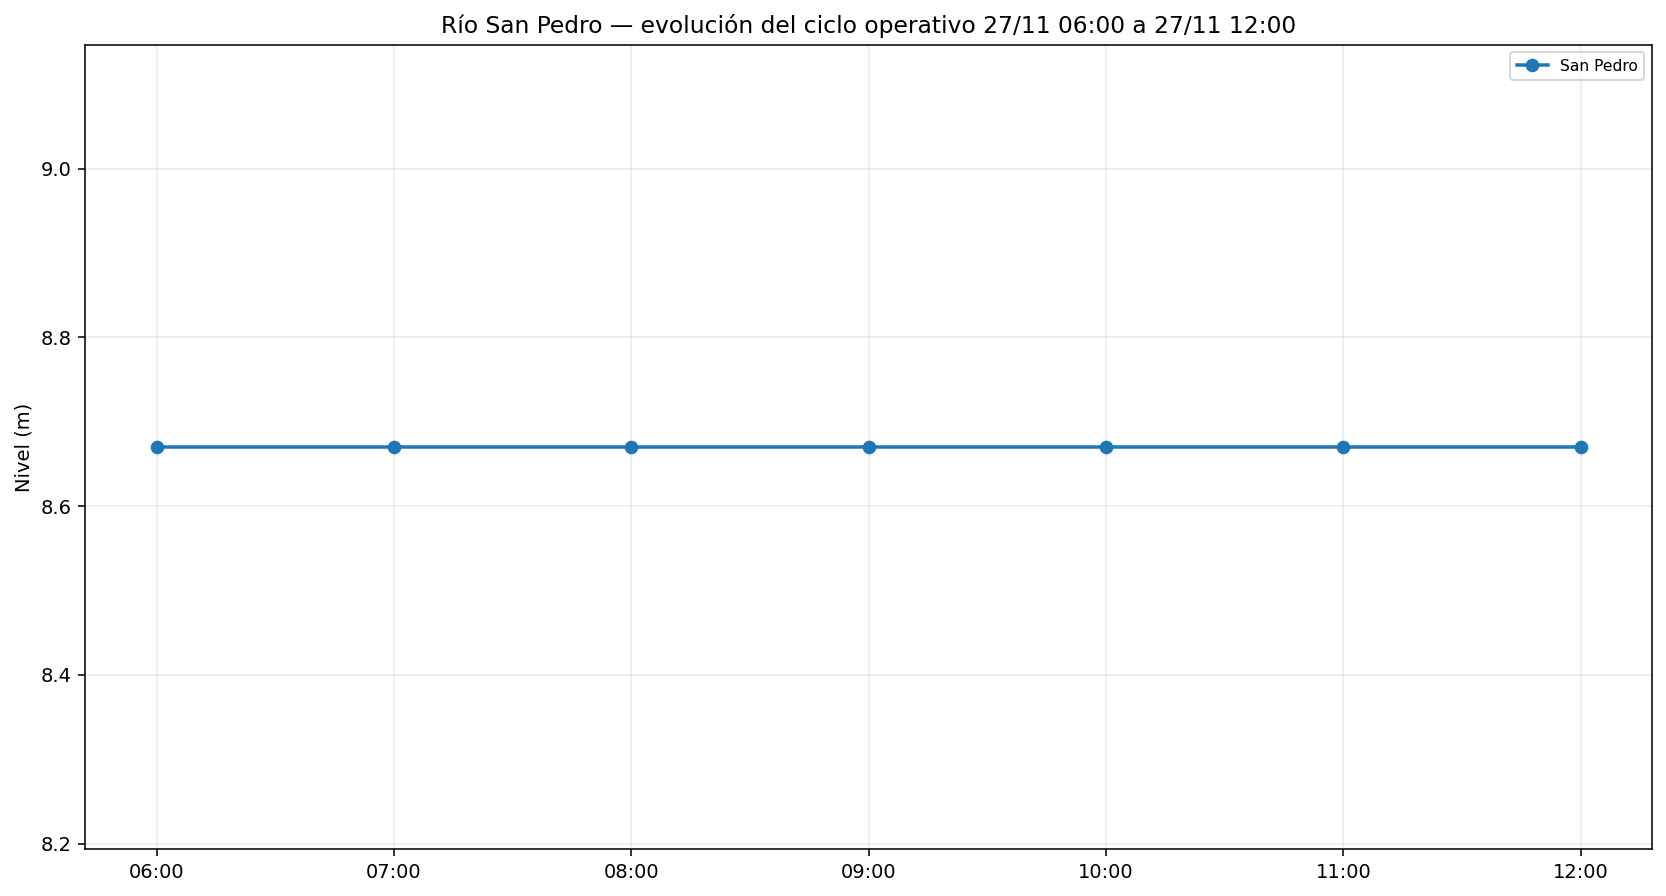 Río San Pedro — evolución del ciclo operativo 27/11 06:00 a 27/11 12:00
San Pedro
Nivel (m)
9.0
8.8
8.6
8.4
8.2
06:00 07:00 08:00 09:00 10:00 11:00 12:00